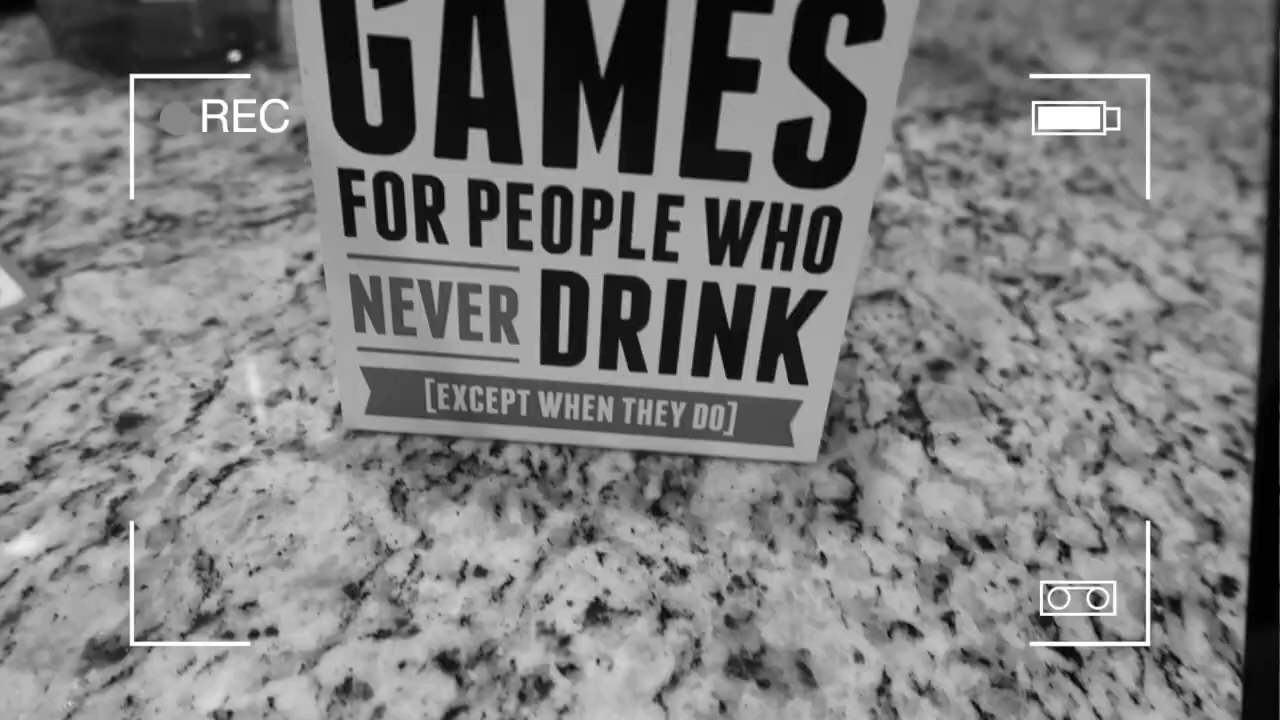 REC
GAMES
FOR PEOPLE WHO
NEVER DRINK
[EXCEPT WHEN THEY DO]